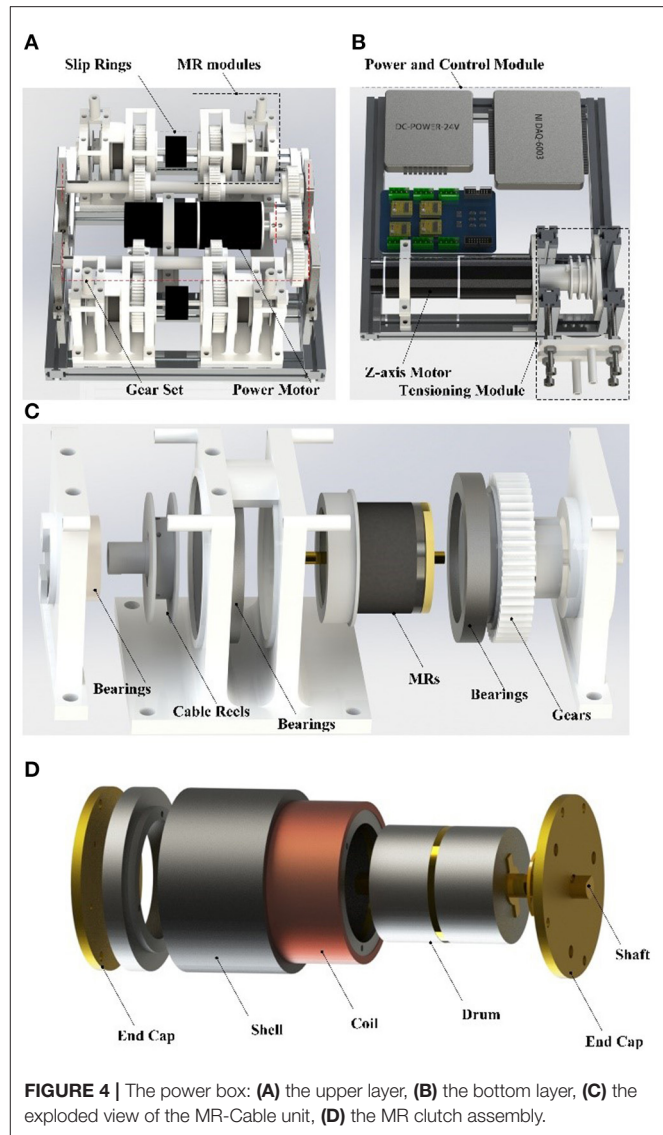 A
B
Slip Rings
MR modules
Power and Control Module
DC-POWER-24V
NI DAQ-6003
Gear Set
Power Motor
Z-axis Motor
Tensioning Module
C
Bearings
Cable Reels
Bearings
MRs
Bearings
Gears
D
End Cap
Shell
Coil
Drum
Shaft
End Cap
FIGURE 4 | The power box: (A) the upper layer, (B) the bottom layer, (C) the
exploded view of the MR-Cable unit, (D) the MR clutch assembly.